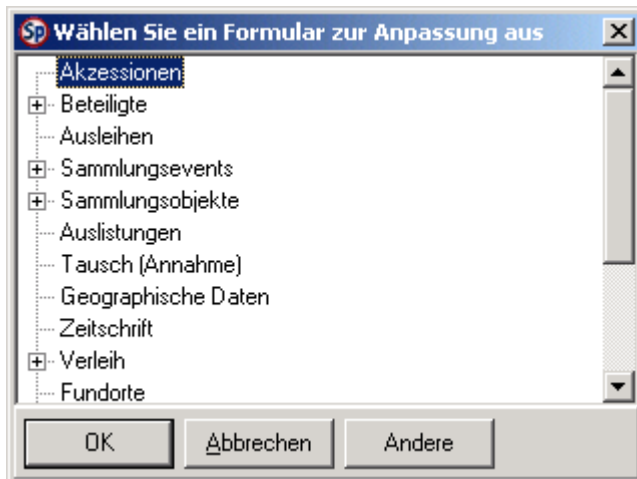 Sp Wählen Sie ein Formular zur Anpassung aus
Akzessionen
Beteiligte
Ausleihen
Sammlungsevents
Sammlungsobjekte
Auslistungen
Tausch (Annahme)
Geographische Daten
Zeitschrift
Verleih
Fundorte
OK Abbrechen Andere